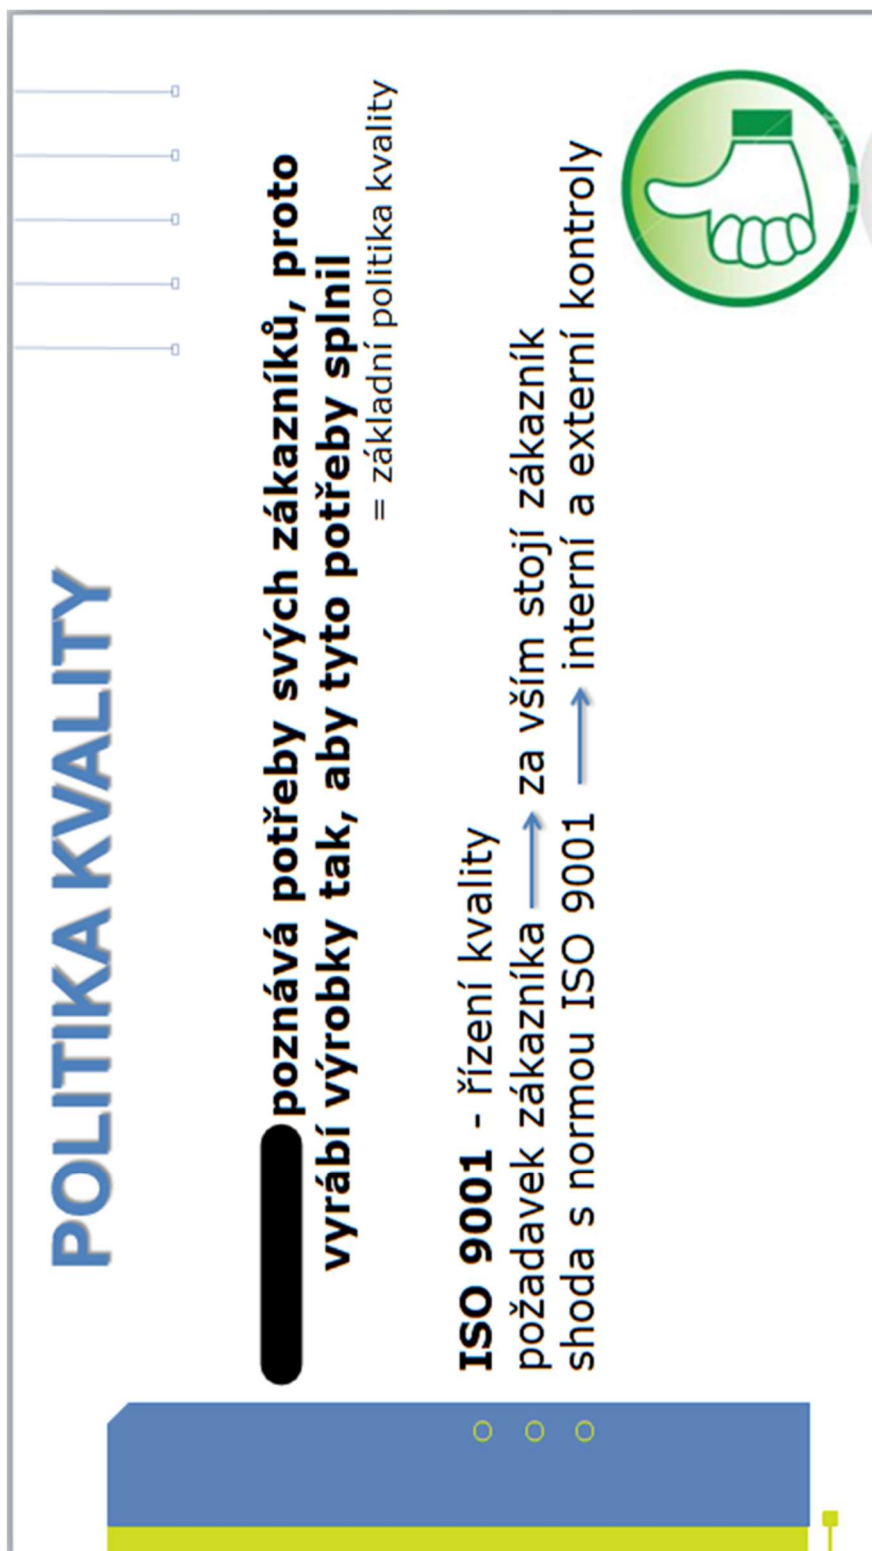 POLITIKA KVALITY
poznává potřeby svých zákazníků, proto
vyrábí výrobky tak, aby tyto potřeby splnil
= základní politika kvality
ISO 9001 - řízení kvality
požadavek zákazníka → za vším stojí zákazník
shoda s normou ISO 9001 → interní a externí kontroly